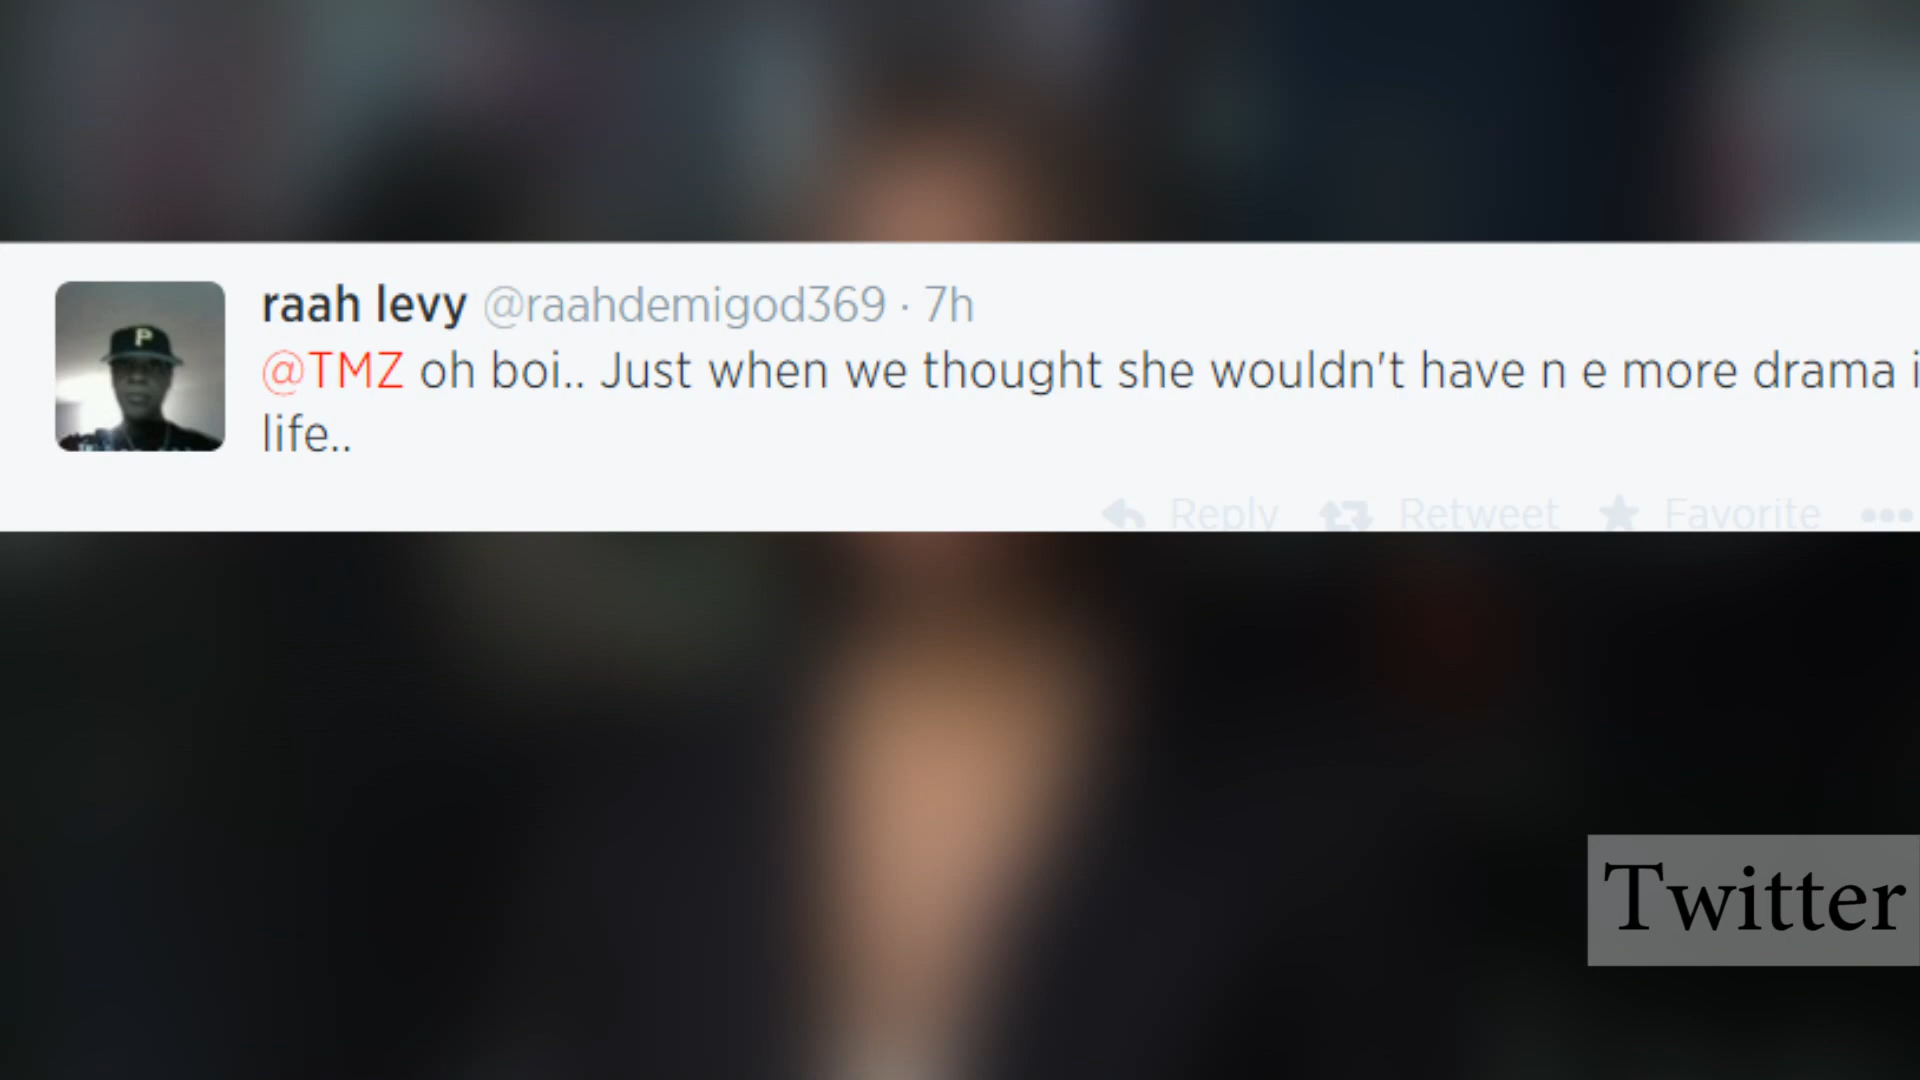 raah levy @raahdemigod369 · 7h
@TMZ oh boi.. Just when we thought she wouldn't have n e more drama i
life..
Reply Retweet Favorite
Twitter
P